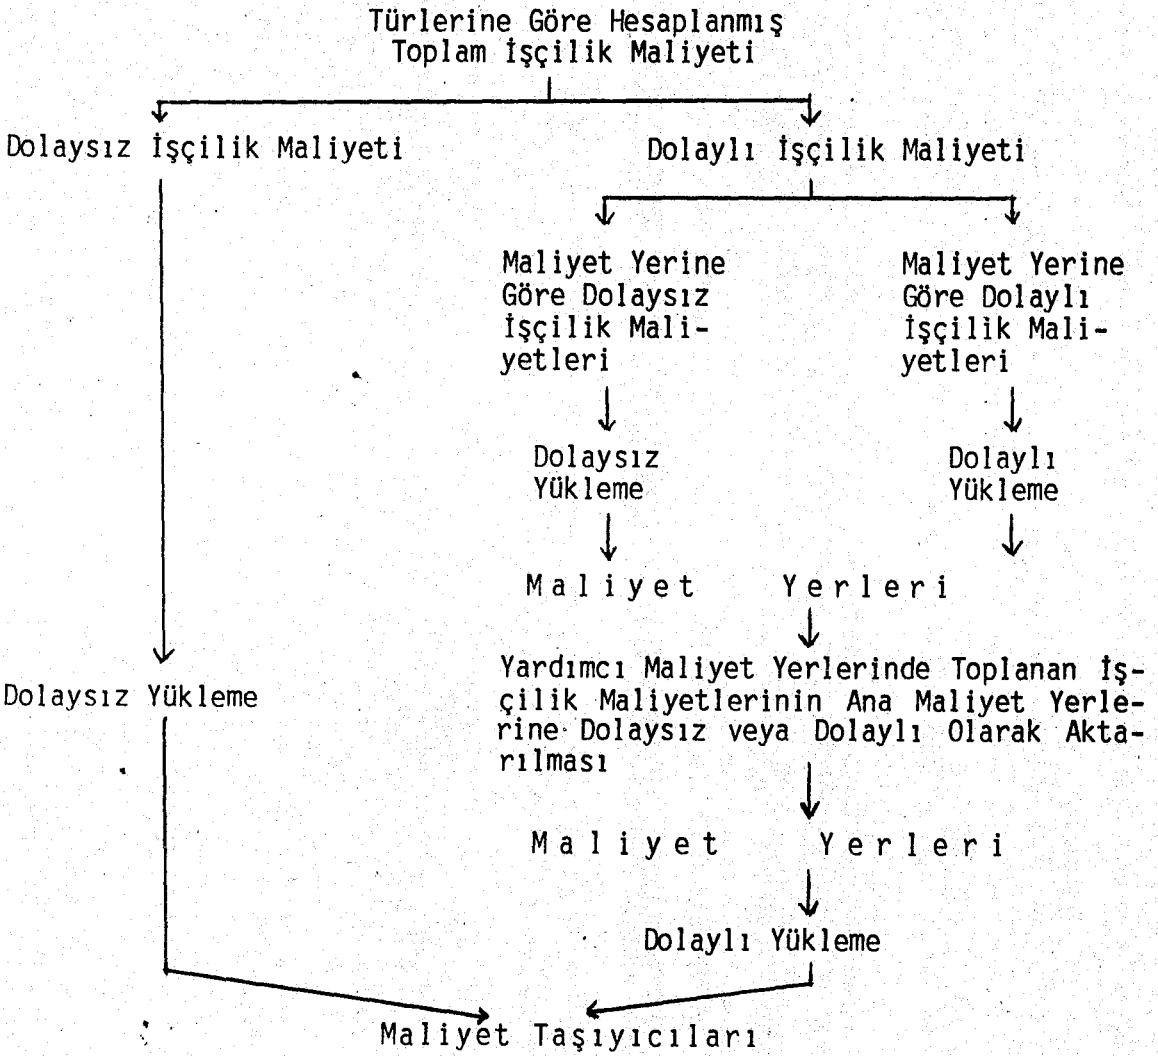 Türlerine Göre Hesaplanmış
Toplam İşçilik Maliyeti
Dolaysız İşçilik Maliyeti
Dolaylı İşçilik Maliyeti
Maliyet Yerine
Göre Dolaysız
İşçilik Mali-
yetleri
Maliyet Yerine
Göre Dolaylı
İşçilik Mali-
yetleri
Dolaysız
Yükleme
Dolaylı
Yükleme
Maliyet Yerleri
Yardımcı Maliyet Yerlerinde Toplanan İş-
çilik Maliyetlerinin Ana Maliyet Yerle-
rine Dolaysız veya Dolaylı Olarak Akta-
rılması
Dolaysız Yükleme
Maliyet Yerleri
Dolaylı Yükleme
Maliyet Taşıyıcıları